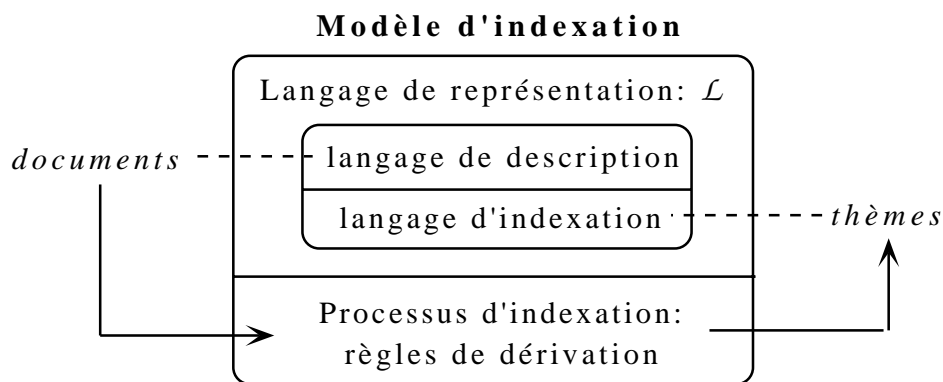 Modèle d'indexation
Langage de représentation: ℒ
documents
langage de description
langage d'indexation
thèmes
Processus d'indexation:
règles de dérivation